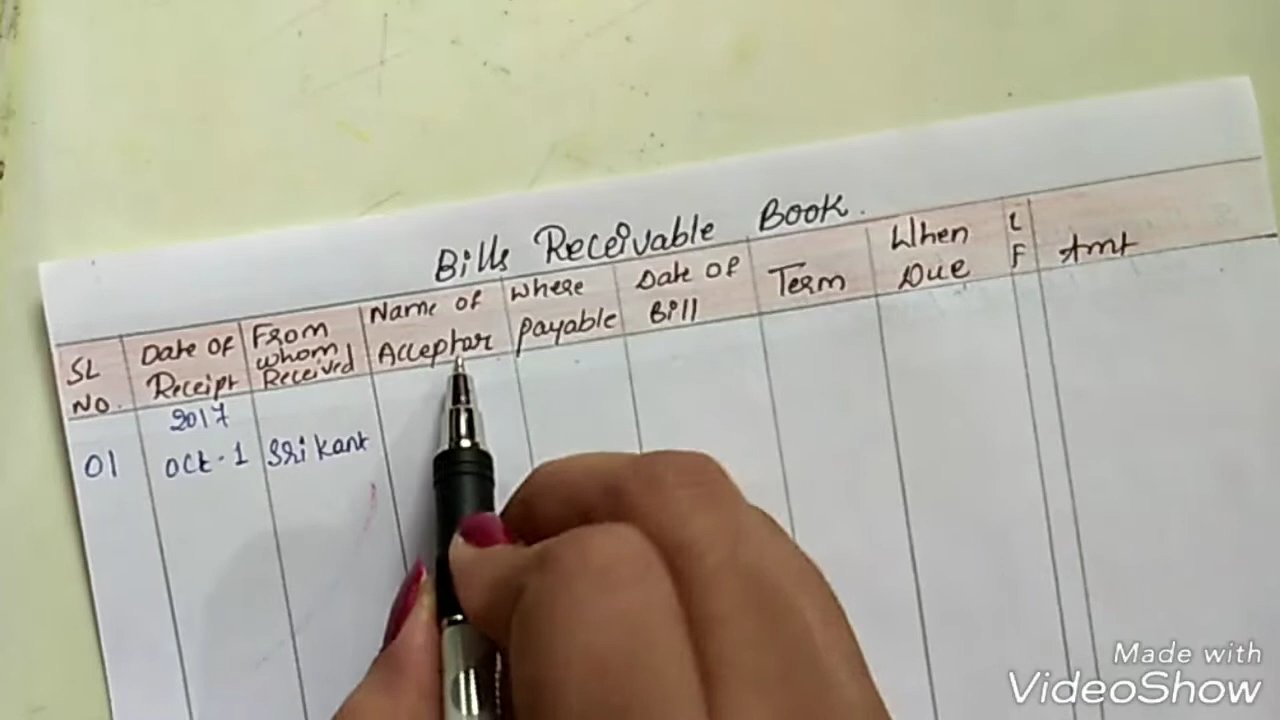 Bills Receivable Book.
SL No.
Date of Receipt
From whom Received
Name of Acceptor
Where payable
Date of Bill
Term
When Due
L F
Amt
2017
01 Oct - 1 Srikant
Made with
VideoShow